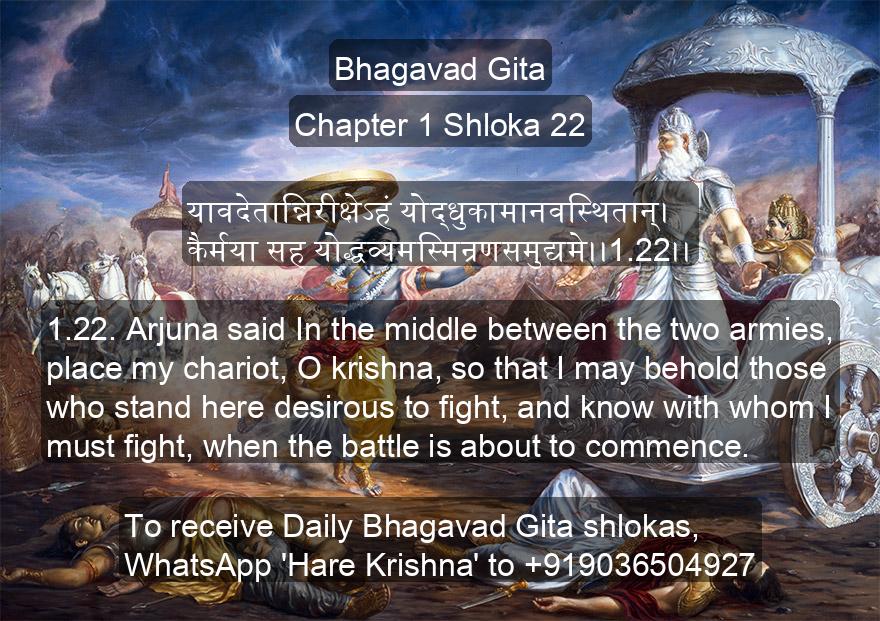 Bhagavad Gita
Chapter 1 Shloka 22
यावदेतान्निरीक्षेऽहं योद्धुकामानवस्थितान्।
कैर्मया सह योद्धव्यमस्मिन्रणसमुद्यमे।।1.22।।
1.22. Arjuna said In the middle between the two armies,
place my chariot, O krishna, so that I may behold those
who stand here desirous to fight, and know with whom I
must fight, when the battle is about to commence.
To receive Daily Bhagavad Gita shlokas,
WhatsApp 'Hare Krishna' to +919036504927